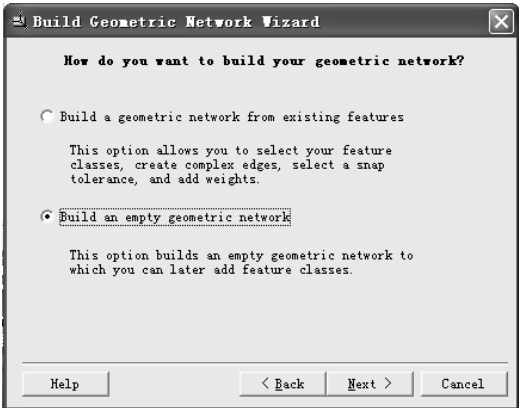 Build Geometric Network Wizard
How do you want to build your geometric network?
Build a geometric network from existing features
This option allows you to select your feature
classes, create complex edges, select a snap
tolerance, and add weights.
Build an empty geometric network
This option builds an empty geometric network to
which you can later add feature classes.
Help
< Back
Next >
Cancel